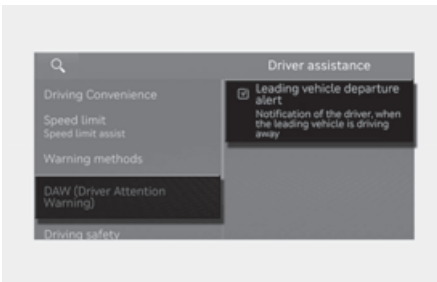 Driver assistance
Driving Convenience
Speed limit
Speed limit assist
Warning methods
DAW (Driver Attention
Warning)
Driving safety
Leading vehicle departure
alert
Notification of the driver, when
the leading vehicle is driving
away